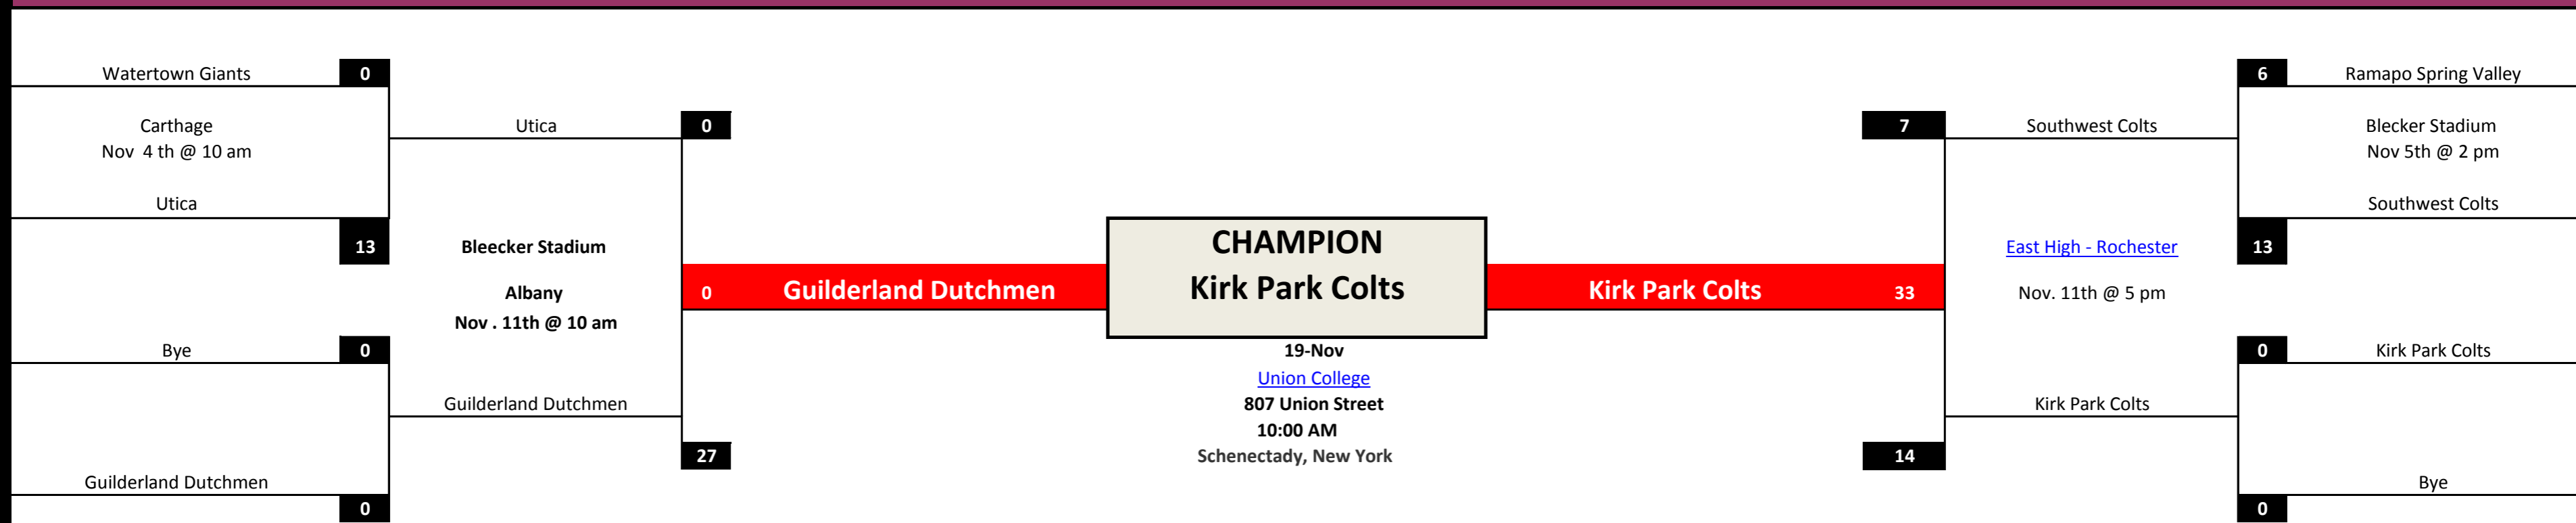 Watertown Giants 0
Carthage
Nov 4 th @ 10 am
Utica
13
Utica 0
Bleecker Stadium
Albany
Nov . 11th @ 10 am
Bye 0
Guilderland Dutchmen
27
Guilderland Dutchmen
0
0 Guilderland Dutchmen
CHAMPION
Kirk Park Colts
19-Nov
Union College
807 Union Street
10:00 AM
Schenectady, New York
Kirk Park Colts 33
7 Southwest Colts
East High - Rochester
Nov. 11th @ 5 pm
Kirk Park Colts
14
6 Ramapo Spring Valley
Blecker Stadium
Nov 5th @ 2 pm
Southwest Colts
13
0 Kirk Park Colts
Bye
0